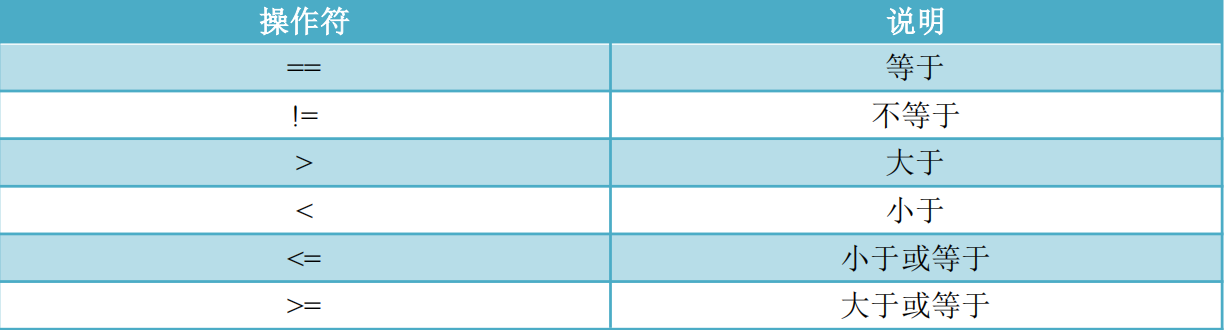 操作符 说明
== 等于
!= 不等于
> 大于
< 小于
<= 小于或等于
>= 大于或等于